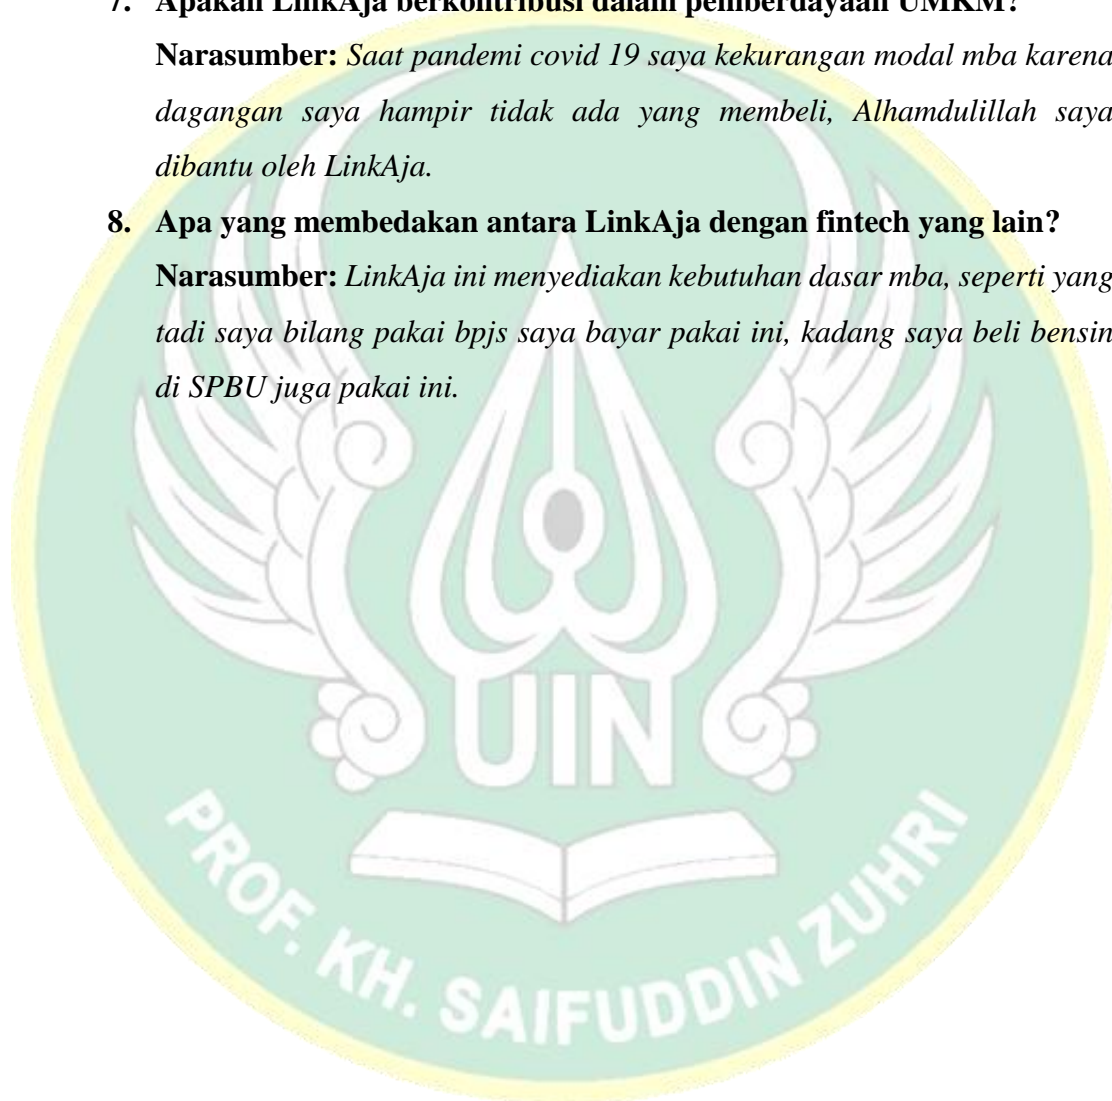 7. Apakah LinkAja berkontribusi dalam pemberdayaan UMKM?
Narasumber: Saat pandemi covid 19 saya kekurangan modal mba karena
dagangan saya hampir tidak ada yang membeli, Alhamdulillah saya
dibantu oleh LinkAja.
8. Apa yang membedakan antara LinkAja dengan fintech yang lain?
Narasumber: LinkAja ini menyediakan kebutuhan dasar mba, seperti yang
tadi saya bilang pakai bpjs saya bayar pakai ini, kadang saya beli bensin
di SPBU juga pakai ini.
UIN
PROF. KH. SAIFUDDIN ZUHRI